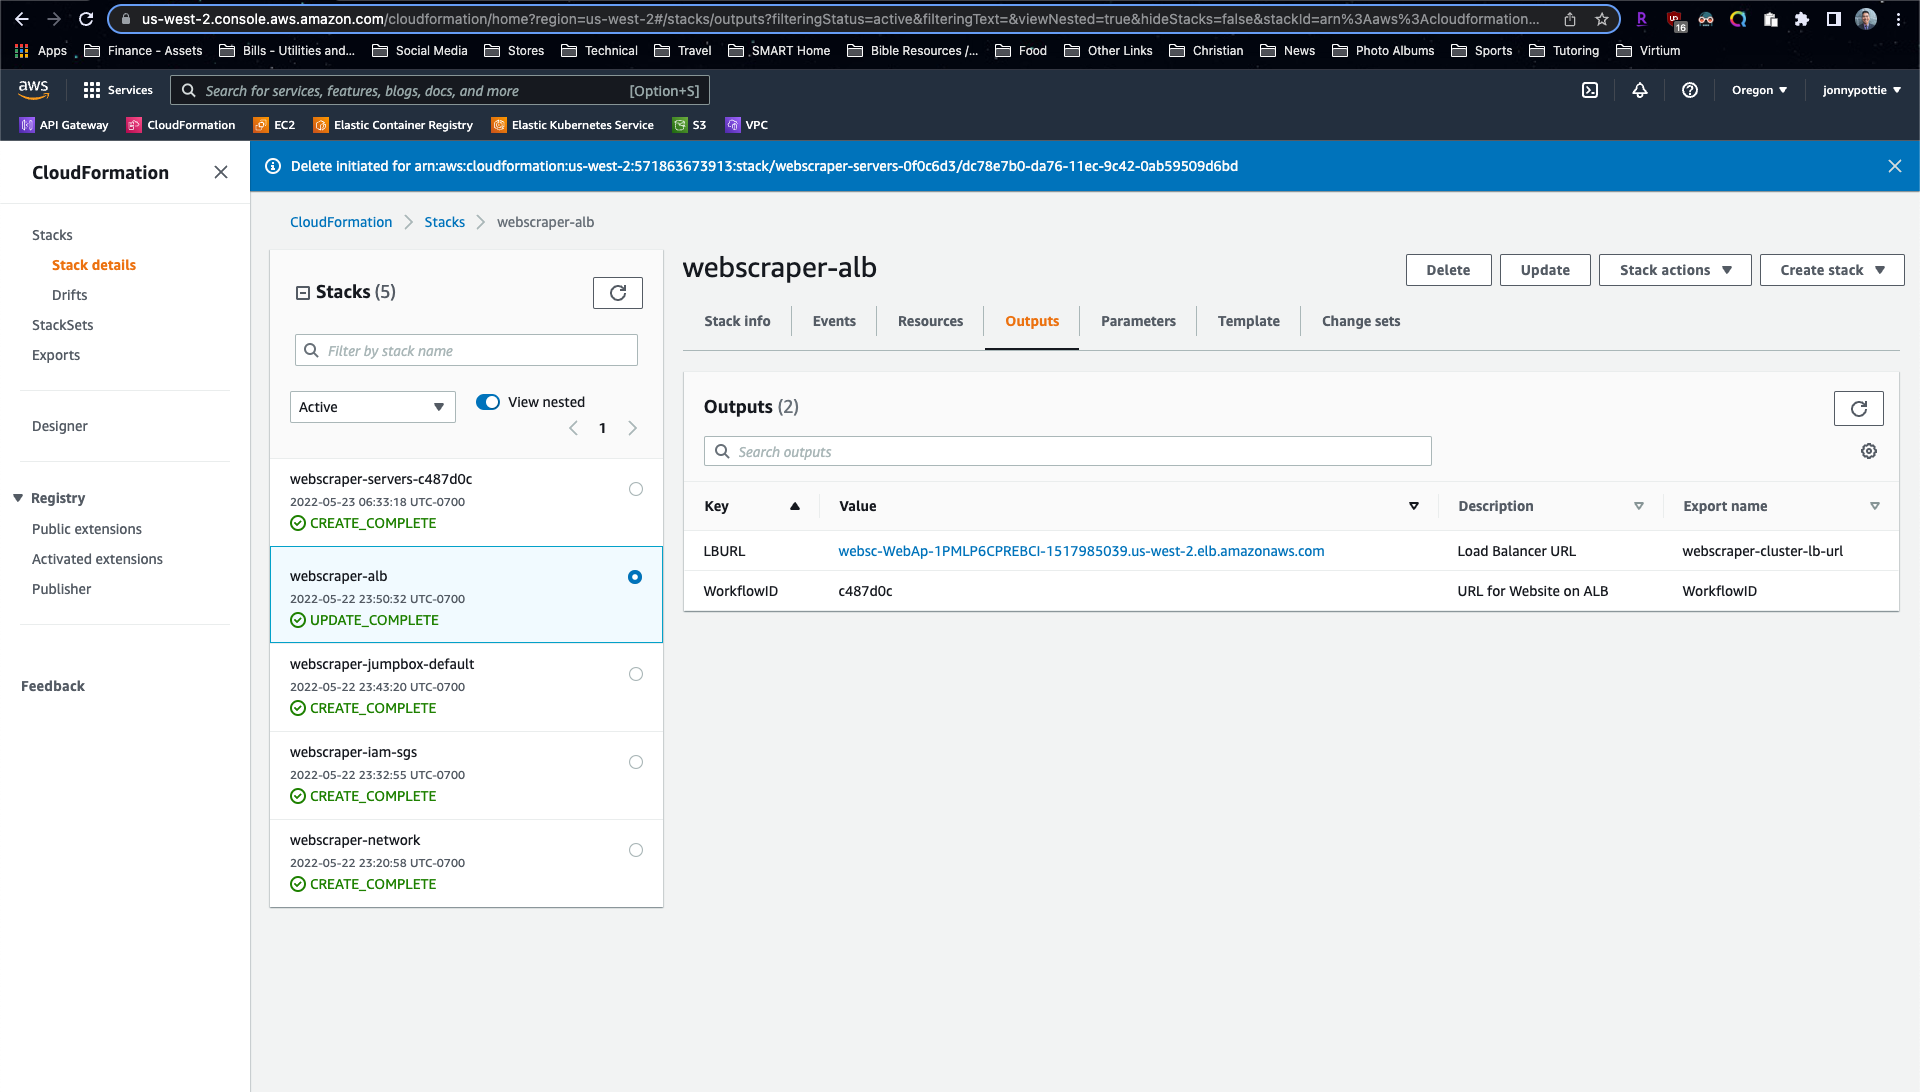 us-west-2.console.aws.amazon.com/cloudformation/home?region=us-west-2#/stacks/outputs?filteringStatus=active&filteringText=&viewNested=true&hideStacks=false&stackId=arn%3Aaws%3Acloudformation...
16
Apps Finance - Assets Bills - Utilities and... Social Media Stores Technical Travel SMART Home Bible Resources /... Food Other Links Christian News Photo Albums Sports Tutoring Virtium
aws Services Search for services, features, blogs, docs, and more [Option+S] Oregon jonnypottie
API Gateway CloudFormation EC2 Elastic Container Registry Elastic Kubernetes Service S3 VPC
CloudFormation
Stacks
Stack details
Drifts
StackSets
Exports
Designer
Registry
Public extensions
Activated extensions
Publisher
Feedback
Delete initiated for arn:aws:cloudformation:us-west-2:571863673913:stack/webscraper-servers-0f0c6d3/dc78e7b0-da76-11ec-9c42-0ab59509d6bd
CloudFormation Stacks webscraper-alb
Stacks (5)
Filter by stack name
Active View nested
1
webscraper-servers-c487d0c
2022-05-23 06:33:18 UTC-0700
CREATE_COMPLETE
webscraper-alb
2022-05-22 23:50:32 UTC-0700
UPDATE_COMPLETE
webscraper-jumpbox-default
2022-05-22 23:43:20 UTC-0700
CREATE_COMPLETE
webscraper-iam-sgs
2022-05-22 23:32:55 UTC-0700
CREATE_COMPLETE
webscraper-network
2022-05-22 23:20:58 UTC-0700
CREATE_COMPLETE
webscraper-alb Delete Update Stack actions Create stack
Stack info Events Resources Outputs Parameters Template Change sets
Outputs (2)
Search outputs
Key Value Description Export name
LBURL websc-WebAp-1PMLP6CPREBCI-1517985039.us-west-2.elb.amazonaws.com Load Balancer URL webscraper-cluster-lb-url
WorkflowID c487d0c URL for Website on ALB WorkflowID